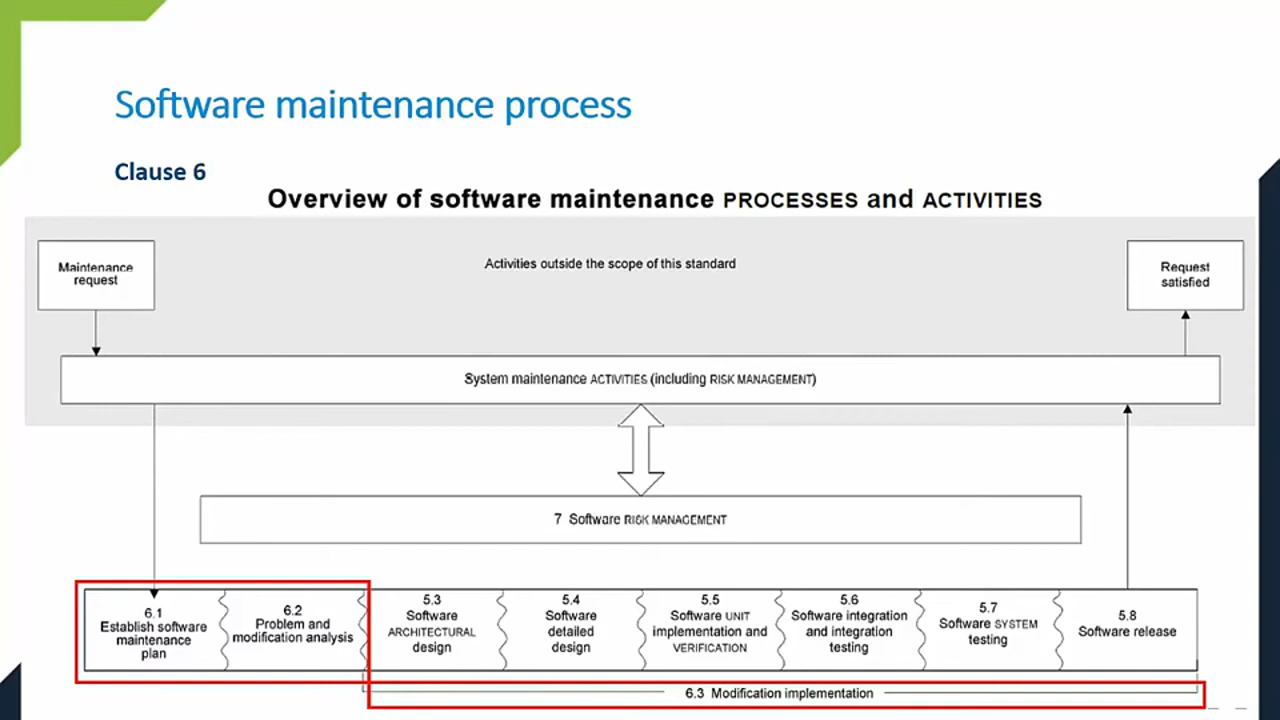 Software maintenance process
Clause 6
Overview of software maintenance PROCESSES and ACTIVITIES
Maintenance
request
Activities outside the scope of this standard
Request
satisfied
System maintenance ACTIVITIES (including RISK MANAGEMENT)
7 Software RISK MANAGEMENT
6.1
Establish software
maintenance
plan
6.2
Problem and
modification analysis
5.3
Software
ARCHITECTURAL
design
5.4
Software
detailed
design
5.5
Software UNIT
implementation and
VERIFICATION
5.6
Software integration
and integration
testing
5.7
Software SYSTEM
testing
5.8
Software release
6.3 Modification implementation